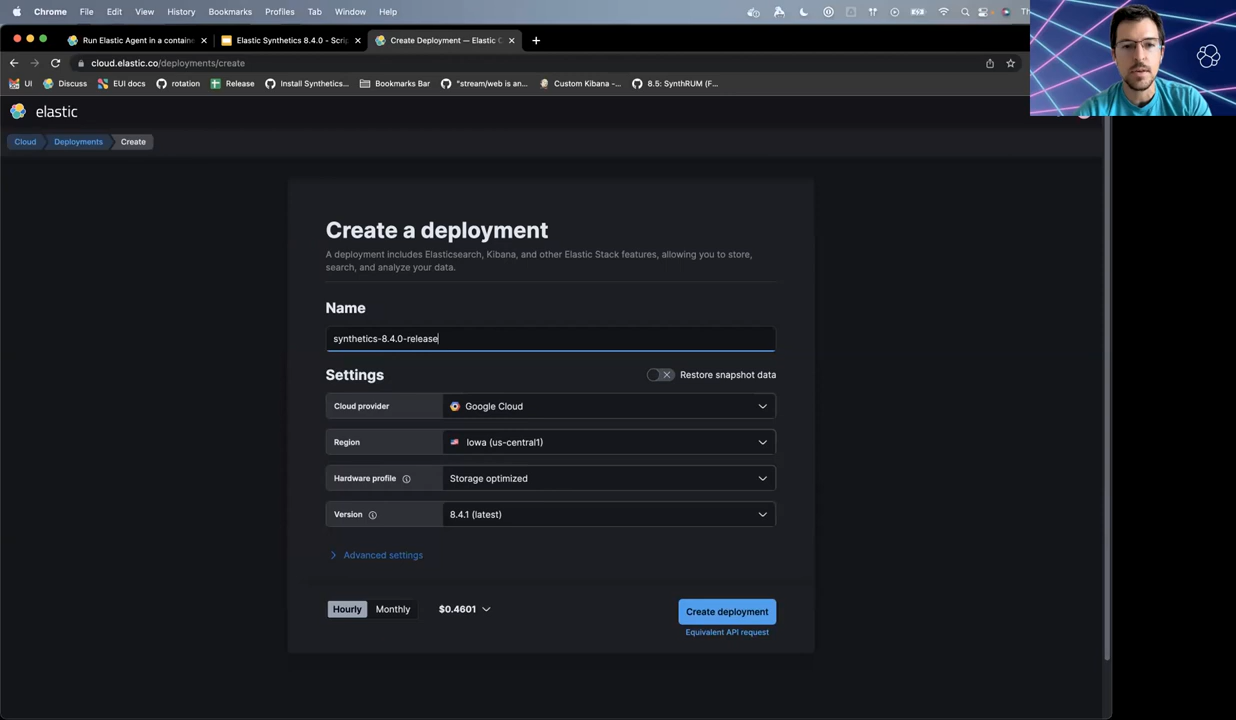 Chrome File Edit View History Bookmarks Profiles Tab Window Help
Run Elastic Agent in a containe
Elastic Synthetics 8.4.0 - Scrip
Create Deployment — Elastic C
cloud.elastic.co/deployments/create
UI
Discuss
EUI docs
rotation
Release
Install Synthetics...
Bookmarks Bar
"stream/web is an...
Custom Kibana -...
8.5: SynthRUM (F...
elastic
Cloud
Deployments
Create
Create a deployment
A deployment includes Elasticsearch, Kibana, and other Elastic Stack features, allowing you to store,
search, and analyze your data.
Name
synthetics-8.4.0-release
Settings
Restore snapshot data
Cloud provider
Google Cloud
Region
Iowa (us-central1)
Hardware profile
Storage optimized
Version
8.4.1 (latest)
Advanced settings
Hourly
Monthly
$0.4601
Create deployment
Equivalent API request